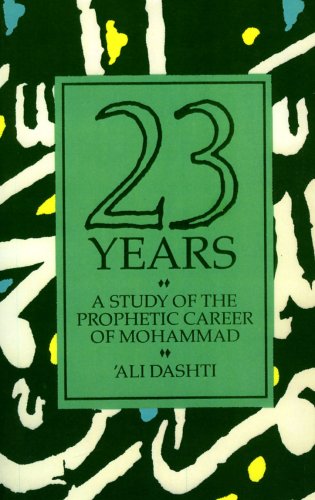 23
YEARS
A STUDY OF THE
PROPHETIC CAREER
OF MOHAMMAD
'ALI DASHTI